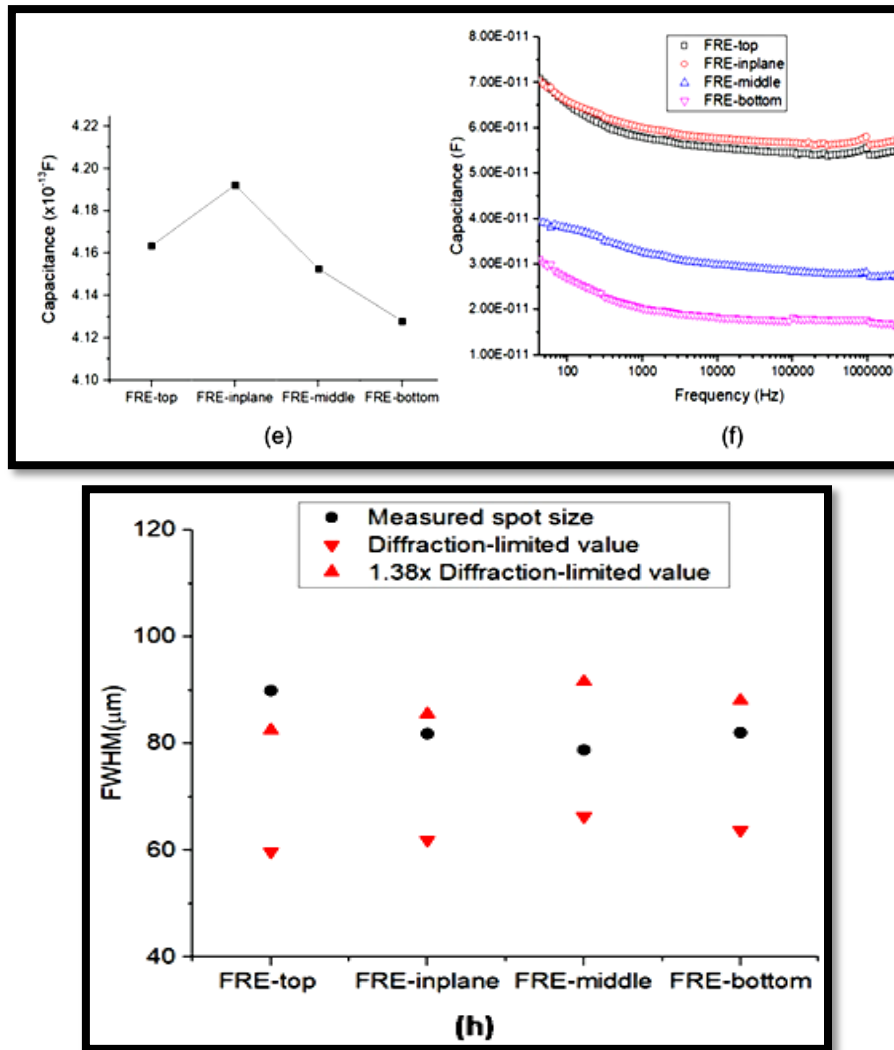 4.22
4.20
4.18
4.16
4.14
4.12
4.10
Capacitance (x10⁻¹³F)
FRE-top
FRE-inplane
FRE-middle
FRE-bottom
(e)
8.00E-011
7.00E-011
6.00E-011
5.00E-011
4.00E-011
3.00E-011
2.00E-011
1.00E-011
Capacitance (F)
FRE-top
FRE-inplane
FRE-middle
FRE-bottom
100
1000
10000
100000
1000000
Frequency (Hz)
(f)
120
100
80
60
40
FWHM(μm)
Measured spot size
Diffraction-limited value
1.38x Diffraction-limited value
FRE-top
FRE-inplane
FRE-middle
FRE-bottom
(h)